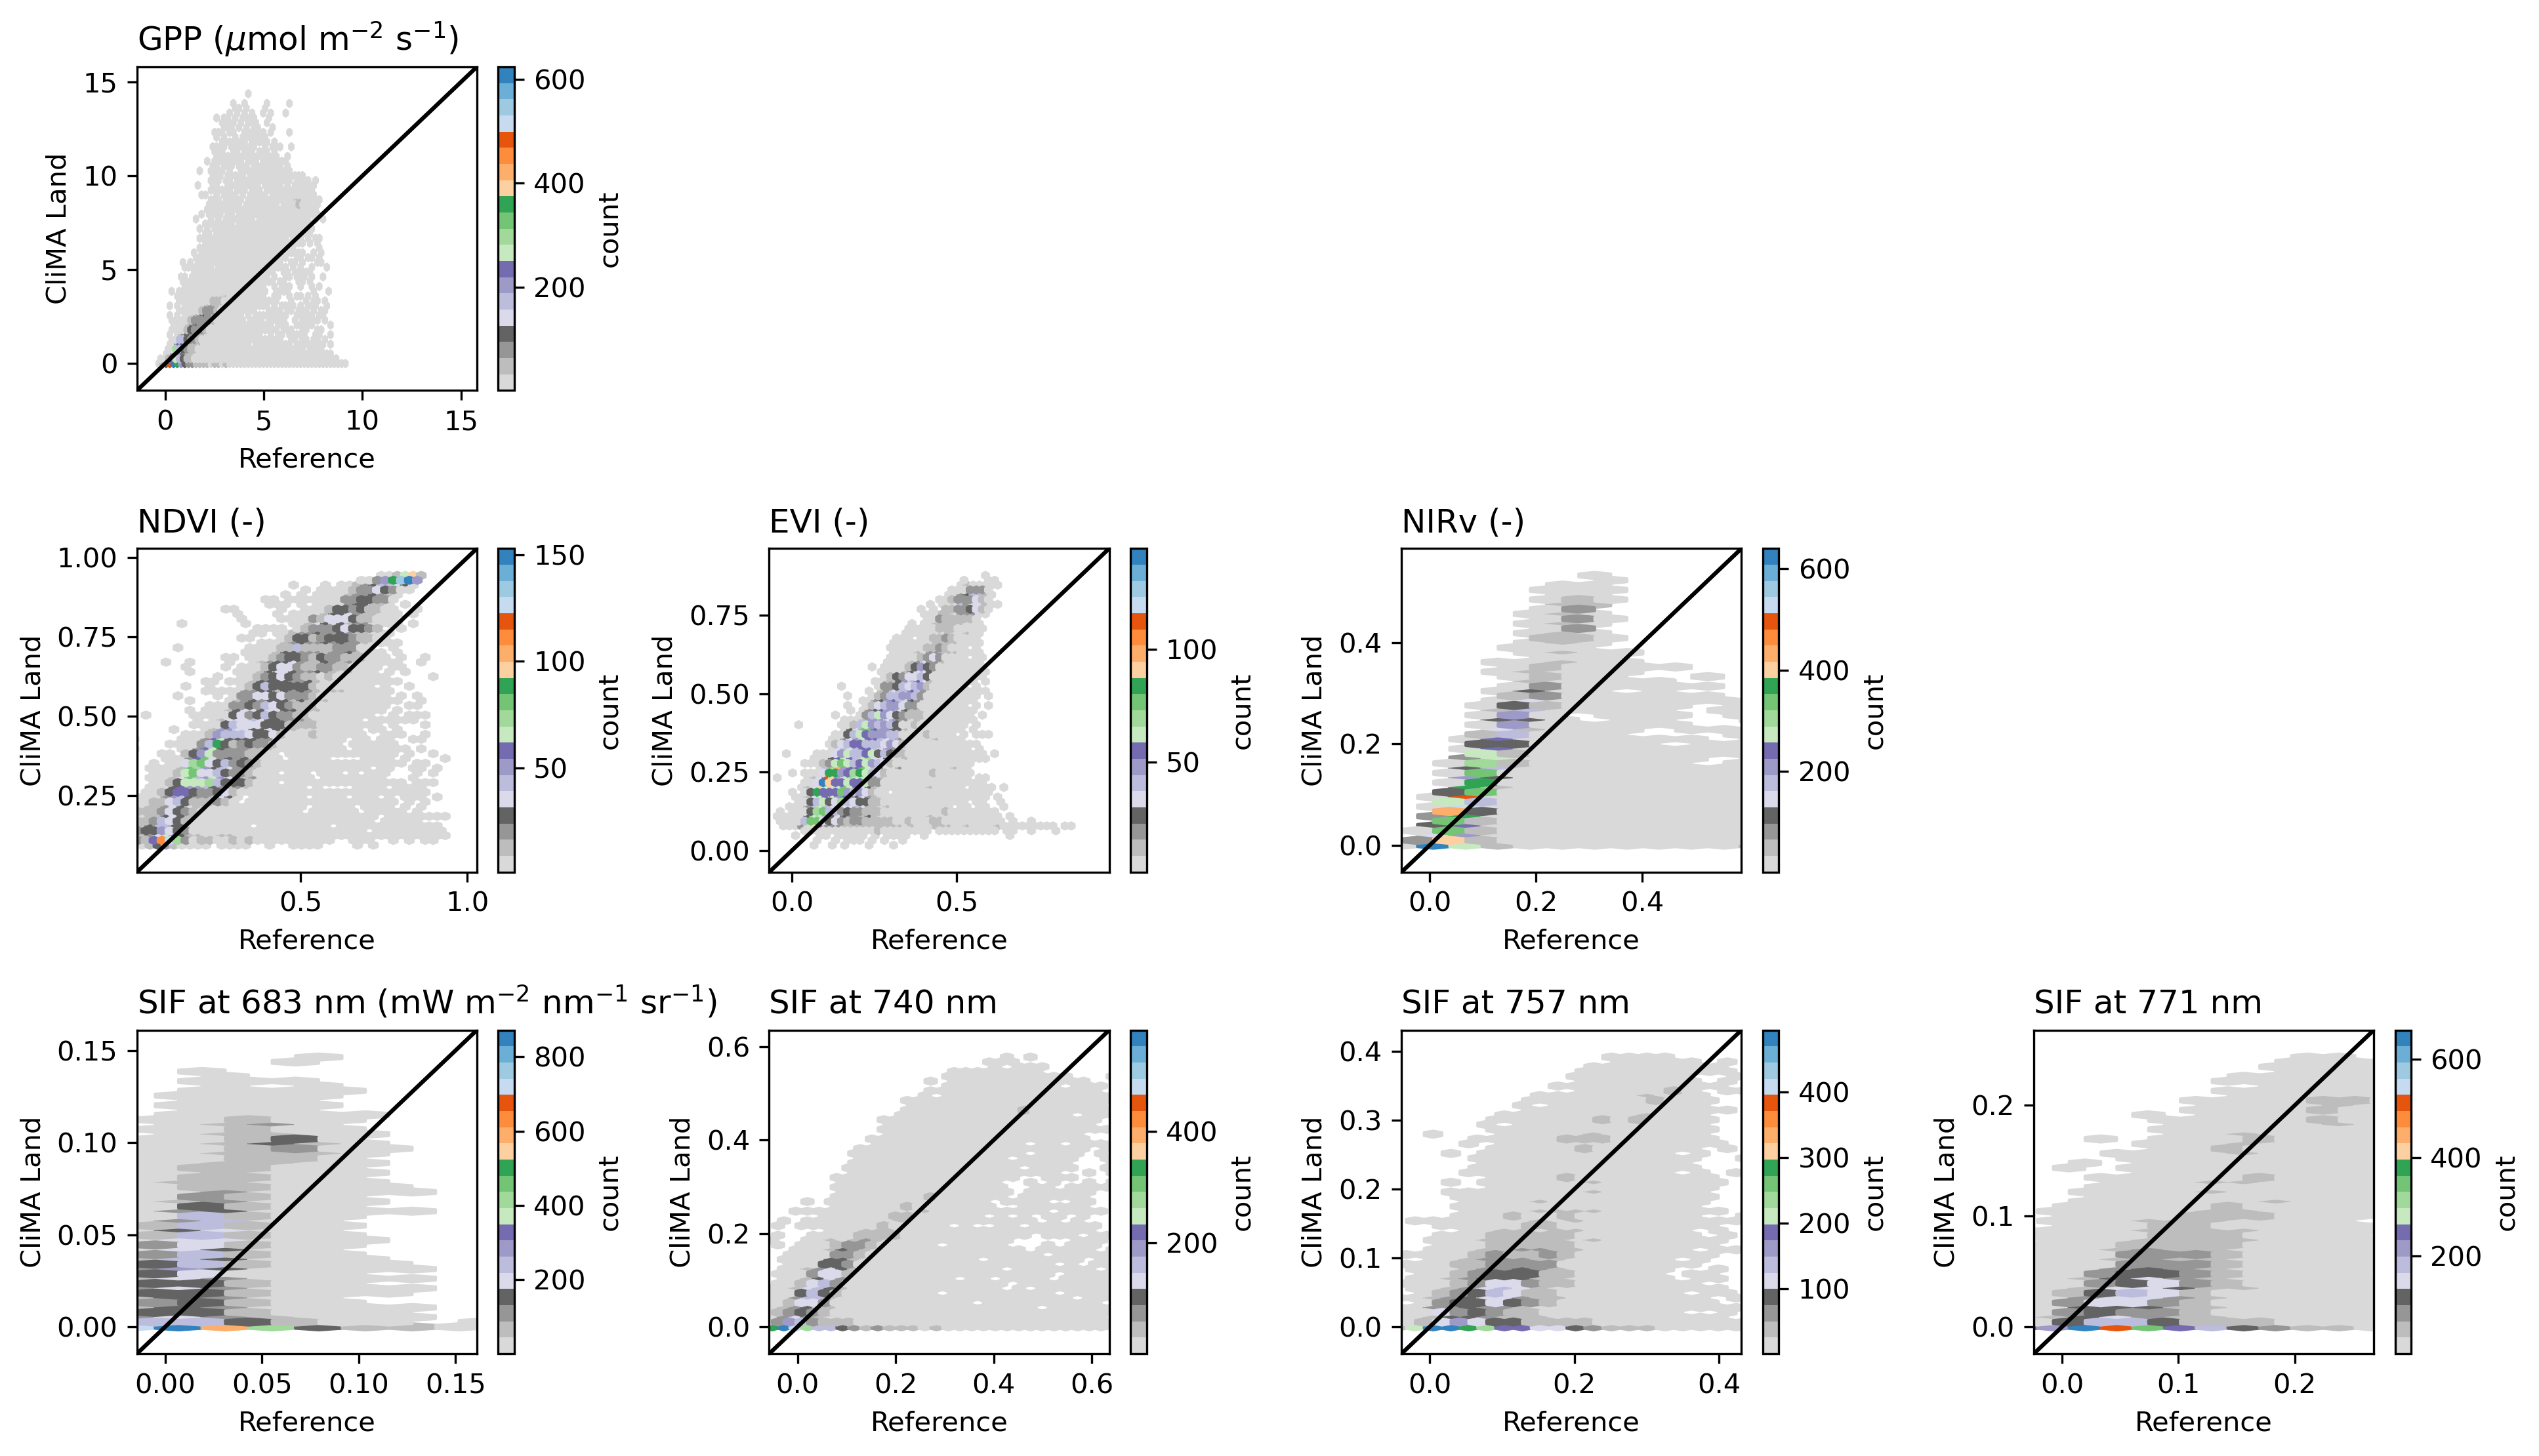 GPP (μmol m⁻² s⁻¹)
15
10
5
0
CliMA Land
0 5 10 15
Reference
600
400
200
count
NDVI (-)
1.00
0.75
0.50
0.25
CliMA Land
0.5 1.0
Reference
150
100
50
count
EVI (-)
0.75
0.50
0.25
0.00
CliMA Land
0.0 0.5
Reference
100
50
count
NIRv (-)
0.4
0.2
0.0
CliMA Land
0.0 0.2 0.4
Reference
600
400
200
count
SIF at 683 nm (mW m⁻² nm⁻¹ sr⁻¹)
0.15
0.10
0.05
0.00
CliMA Land
0.00 0.05 0.10 0.15
Reference
800
600
400
200
count
SIF at 740 nm
0.6
0.4
0.2
0.0
CliMA Land
0.0 0.2 0.4 0.6
Reference
400
200
count
SIF at 757 nm
0.4
0.3
0.2
0.1
0.0
CliMA Land
0.0 0.2 0.4
Reference
400
300
200
100
count
SIF at 771 nm
0.2
0.1
0.0
CliMA Land
0.0 0.1 0.2
Reference
600
400
200
count